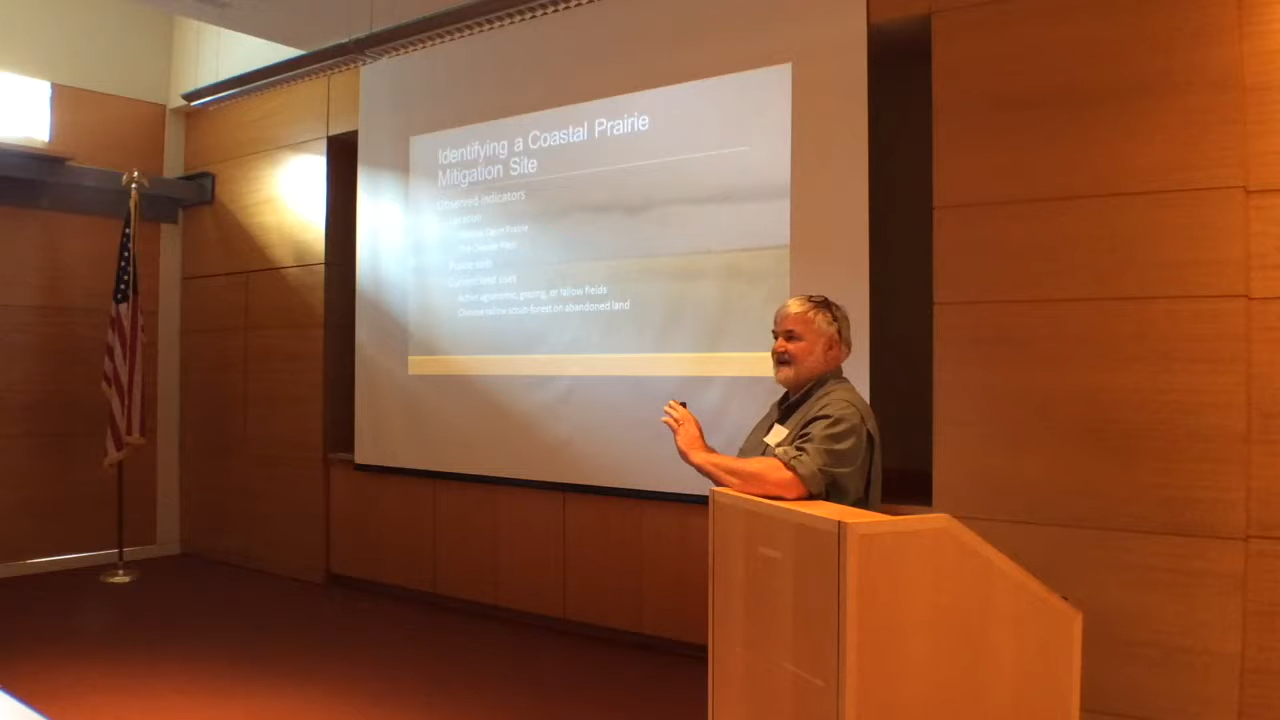 Identifying a Coastal Prairie
Mitigation Site
Observed indicators
Location
Prairie
Current land uses
Active agronomic, grazing, or fallow fields
Chinese tallow scrub-forest on abandoned land